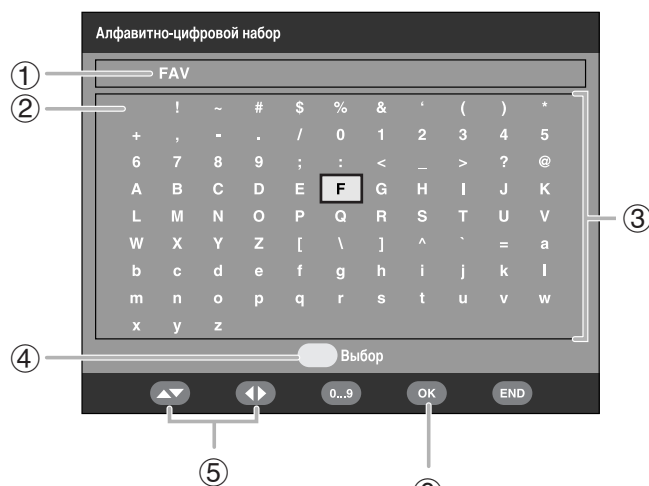 Алфавитно-цифровой набор
① FAV
② ! ~ # $ % & ‘ ( ) *
+ , - . / 0 1 2 3 4 5
6 7 8 9 ; : < _ > ? @
A B C D E F G H I J K
L M N O P Q R S T U V ③
W X Y Z [ \ ] ^ ` = a
b c d e f g h i j k l
m n o p q r s t u v w
x y z
④ Выбор
0...9 OK END
⑤